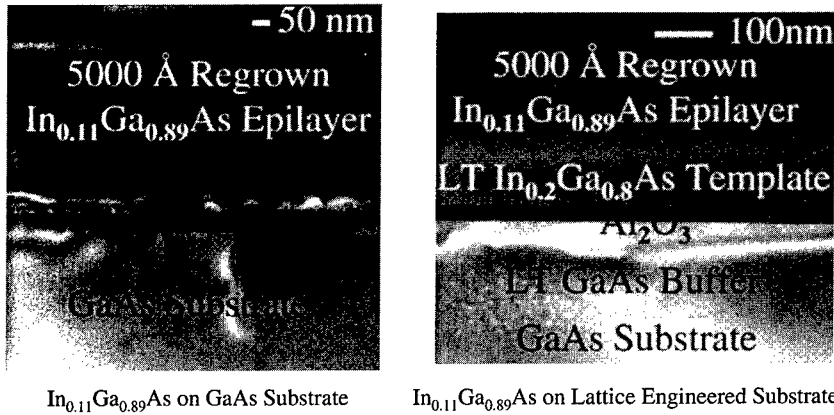 50 nm
5000 Å Regrown
In₀.₁₁Ga₀.₈₉As Epilayer
GaAs Substrate
In₀.₁₁Ga₀.₈₉As on GaAs Substrate
100nm
5000 Å Regrown
In₀.₁₁Ga₀.₈₉As Epilayer
LT In₀.₂Ga₀.₈As Template
Al₂O₃
LT GaAs Buffer
GaAs Substrate
In₀.₁₁Ga₀.₈₉As on Lattice Engineered Substrate